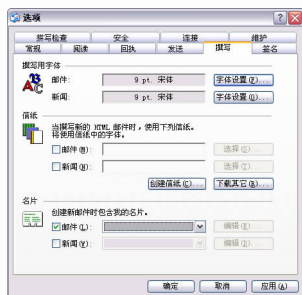 选项
拼写检查 安全 连接 维护
常规 阅读 回执 发送 撰写 签名
撰写用字体
邮件: 9 pt. 宋体 字体设置(F)...
新闻: 9 pt. 宋体 字体设置(F)...
信纸
当撰写新的 HTML 邮件时，使用下列信纸。
将使用信纸中的字体。
邮件(M): 选择(S)...
新闻(N): 选择(T)...
创建信纸(C)... 下载其它(D)...
名片
创建新邮件时包含我的名片。
邮件(L): 编辑(E)...
新闻(W): 编辑(I)...
确定 取消 应用(A)